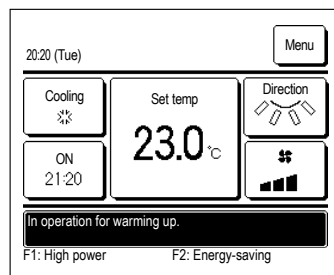 20:20 (Tue)
Menu
Cooling
Set temp
Direction
23.0 °C
ON
21:20
In operation for warming up.
F1: High power
F2: Energy-saving